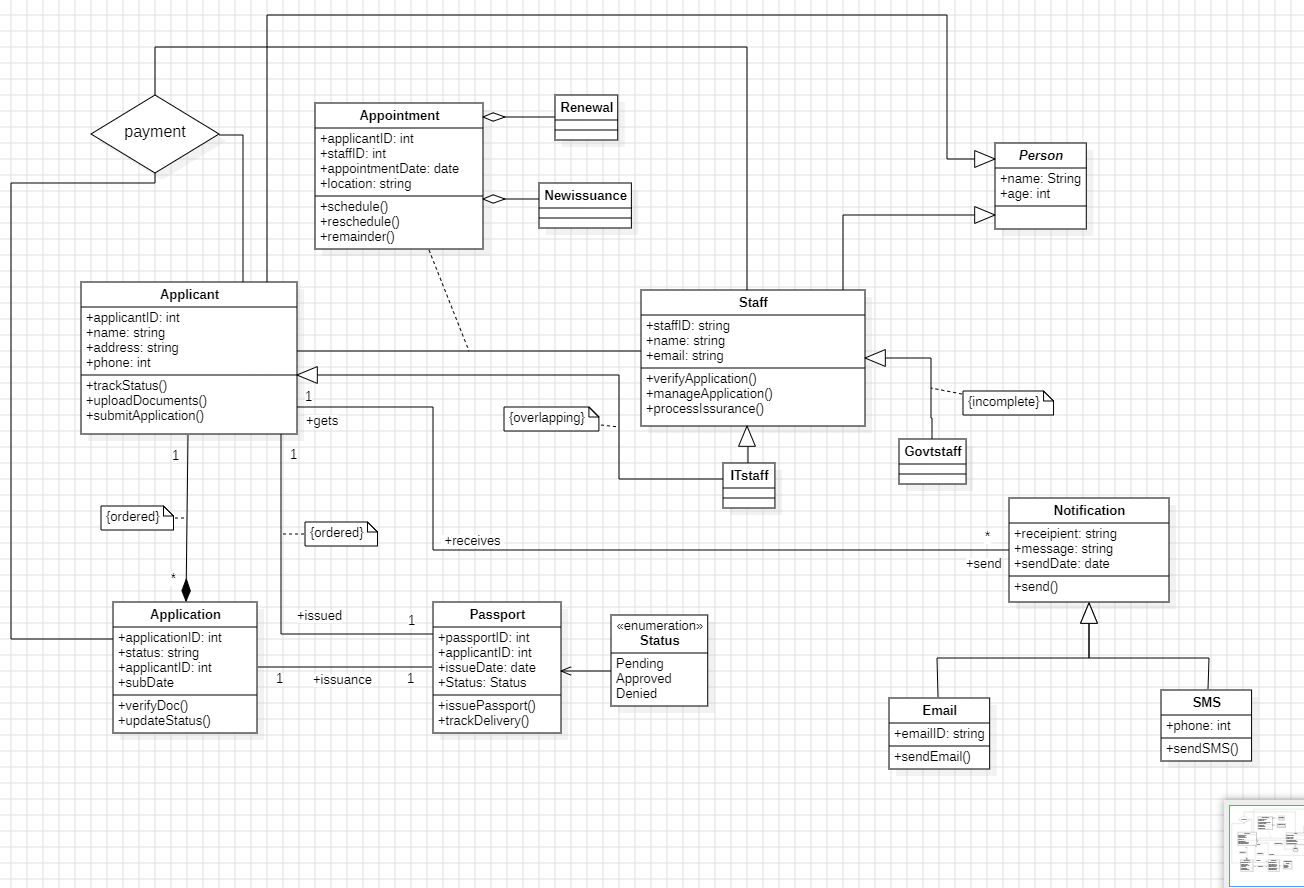 payment
Appointment
+applicantID: int
+staffID: int
+appointmentDate: date
+location: string
+schedule()
+reschedule()
+remainder()
Renewal
Newissuance
Person
+name: String
+age: int
Applicant
+applicantID: int
+name: string
+address: string
+phone: int
+trackStatus()
+uploadDocuments()
+submitApplication()
Staff
+staffID: string
+name: string
+email: string
+verifyApplication()
+manageApplication()
+processIssurance()
1
+gets
{overlapping}
{incomplete}
Govtstaff
ITstaff
1
1
{ordered}
{ordered}
+receives
*
+send
Notification
+receipient: string
+message: string
+sendDate: date
+send()
*
Application
+applicationID: int
+status: string
+applicantID: int
+subDate
+verifyDoc()
+updateStatus()
+issued
1
1
+issuance
1
Passport
+passportID: int
+applicantID: int
+issueDate: date
+Status: Status
+issuePassport()
+trackDelivery()
«enumeration»
Status
Pending
Approved
Denied
Email
+emailID: string
+sendEmail()
SMS
+phone: int
+sendSMS()